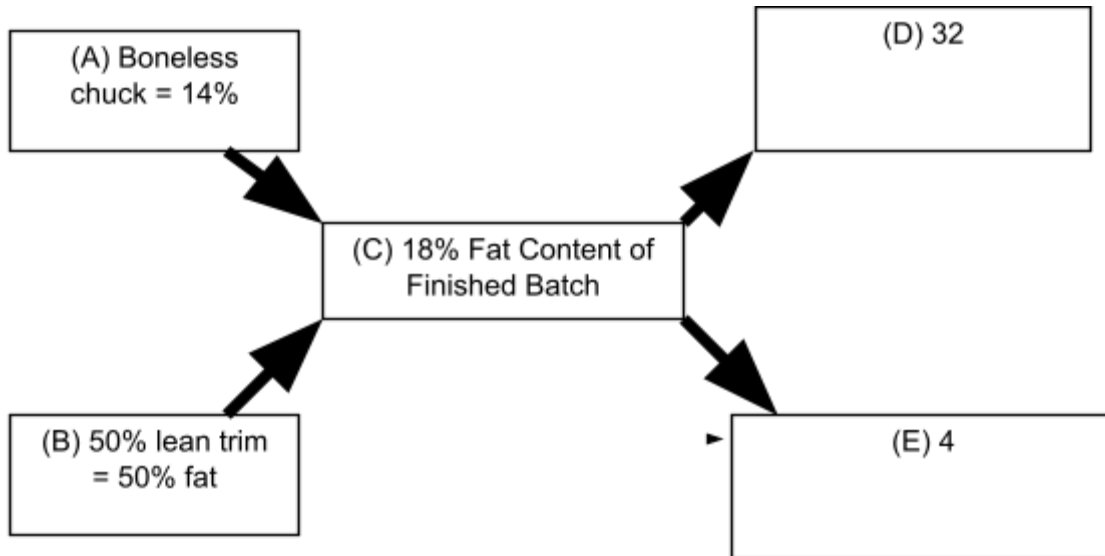 (A) Boneless
chuck = 14%
(D) 32
(C) 18% Fat Content of
Finished Batch
(B) 50% lean trim
= 50% fat
(E) 4